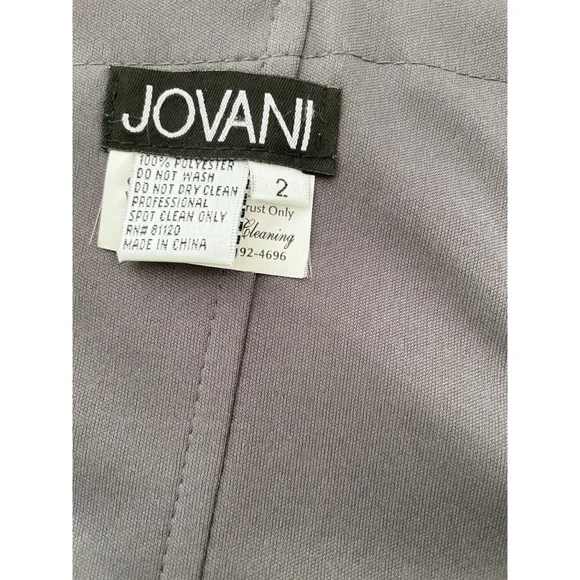 JOVANI
100% POLYESTER
DO NOT WASH
DO NOT DRY CLEAN
PROFESSIONAL
SPOT CLEAN ONLY
RN# 81120
MADE IN CHINA
2
rust Only
Cleaning
92-4696